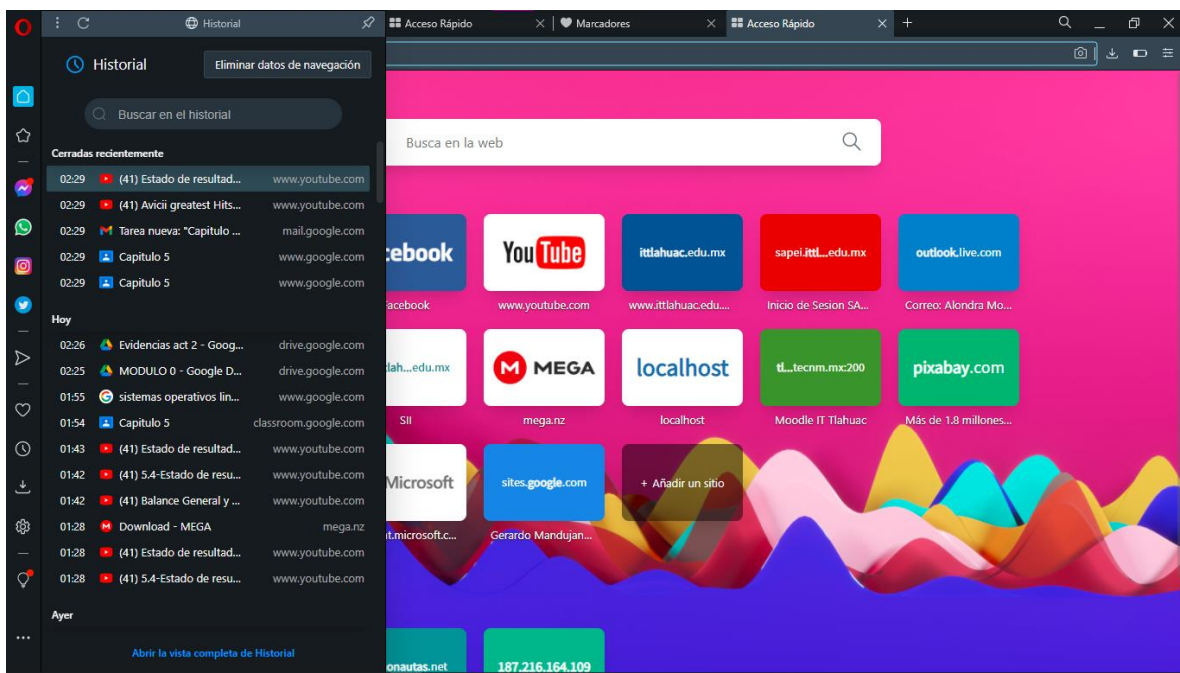 Historial
Acceso Rápido
Marcadores
Acceso Rápido
Historial
Eliminar datos de navegación
Buscar en el historial
Cerradas recientemente
02:29 (41) Estado de resultad... www.youtube.com
02:29 (41) Avicii greatest Hits... www.youtube.com
02:29 Tarea nueva: "Capitulo ... mail.google.com
02:29 Capitulo 5 www.google.com
02:29 Capitulo 5 www.google.com
Hoy
02:26 Evidencias act 2 - Goog... drive.google.com
02:25 MODULO 0 - Google D... drive.google.com
01:55 sistemas operativos lin... www.google.com
01:54 Capitulo 5 classroom.google.com
01:43 (41) Estado de resultad... www.youtube.com
01:42 (41) 5.4-Estado de resu... www.youtube.com
01:42 (41) Balance General y ... www.youtube.com
01:28 Download - MEGA mega.nz
01:28 (41) Estado de resultad... www.youtube.com
01:28 (41) 5.4-Estado de resu... www.youtube.com
Ayer
Abrir la vista completa de Historial
Busca en la web
cebook
YouTube
ittlahuac.edu.mx
sapei.ittl...edu.mx
outlook.live.com
acebook
www.youtube.com
www.ittlahuac.edu....
Inicio de Sesion SA...
Correo: Alondra Mo...
lah...edu.mx
M MEGA
localhost
tl...tecnm.mx:200
pixabay.com
SII
mega.nz
localhost
Moodle IT Tlahuac
Más de 1.8 millones...
Microsoft
sites.google.com
+ Añadir un sitio
t.microsoft.c...
Gerardo Mandujan...
onautas.net
187.216.164.109